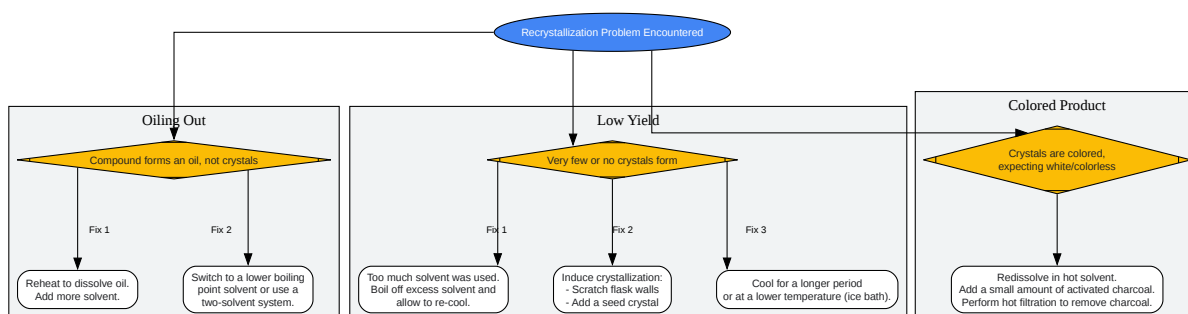 Recrystallization Problem Encountered
Oiling Out
Compound forms an oil, not crystals
Fix 1
Fix 2
Reheat to dissolve oil.
Add more solvent.
Switch to a lower boiling
point solvent or use a
two-solvent system.
Low Yield
Very few or no crystals form
Fix 1
Fix 2
Fix 3
Too much solvent was used.
Boil off excess solvent and
allow to re-cool.
Induce crystallization:
- Scratch flask walls
- Add a seed crystal
Cool for a longer period
or at a lower temperature (ice bath).
Colored Product
Crystals are colored,
expecting white/colorless
Redissolve in hot solvent.
Add a small amount of activated charcoal.
Perform hot filtration to remove charcoal.